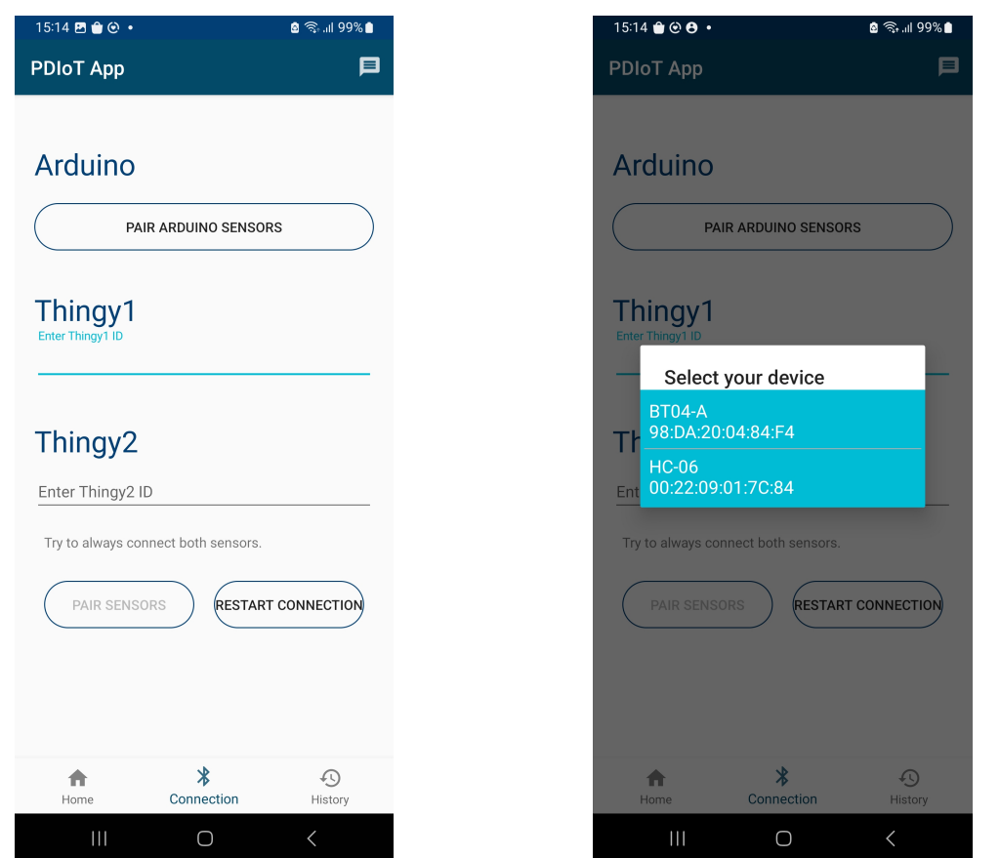 15:14
99%
PDIoT App
Arduino
PAIR ARDUINO SENSORS
Thingy1
Enter Thingy1 ID
Thingy2
Enter Thingy2 ID
Try to always connect both sensors.
PAIR SENSORS
RESTART CONNECTION
Home
Connection
History
15:14
99%
PDIoT App
Arduino
PAIR ARDUINO SENSORS
Thingy1
Enter Thingy1 ID
Select your device
BT04-A
98:DA:20:04:84:F4
HC-06
00:22:09:01:7C:84
Th
Ent
Try to always connect both sensors.
PAIR SENSORS
RESTART CONNECTION
Home
Connection
History